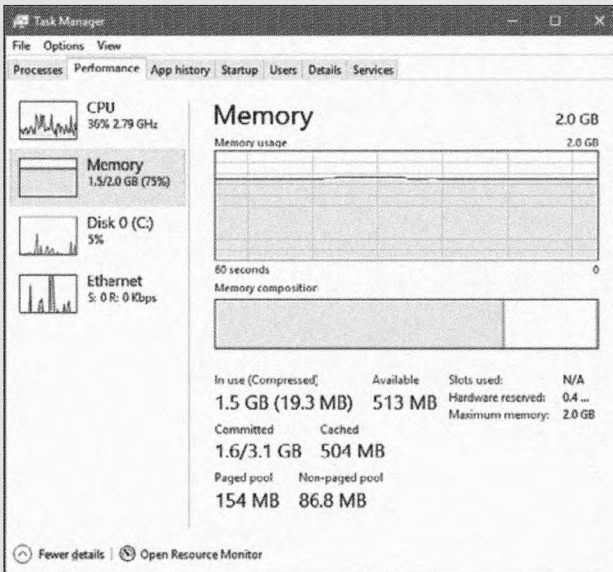 Task Manager
File Options View
Processes Performance App history Startup Users Details Services
CPU
36% 2.79 GHz
Memory
1.5/2.0 GB (75%)
Disk 0 (C:)
5%
Ethernet
S: 0 R: 0 Kbps
Memory 2.0 GB
Memory usage 2.0 GB
60 seconds 0
Memory composition
In use (Compressed) Available
1.5 GB (19.3 MB) 513 MB
Committed Cached
1.6/3.1 GB 504 MB
Paged pool Non-paged pool
154 MB 86.8 MB
Slots used: N/A
Hardware reserved: 0.4 ...
Maximum memory: 2.0 GB
Fewer details | Open Resource Monitor